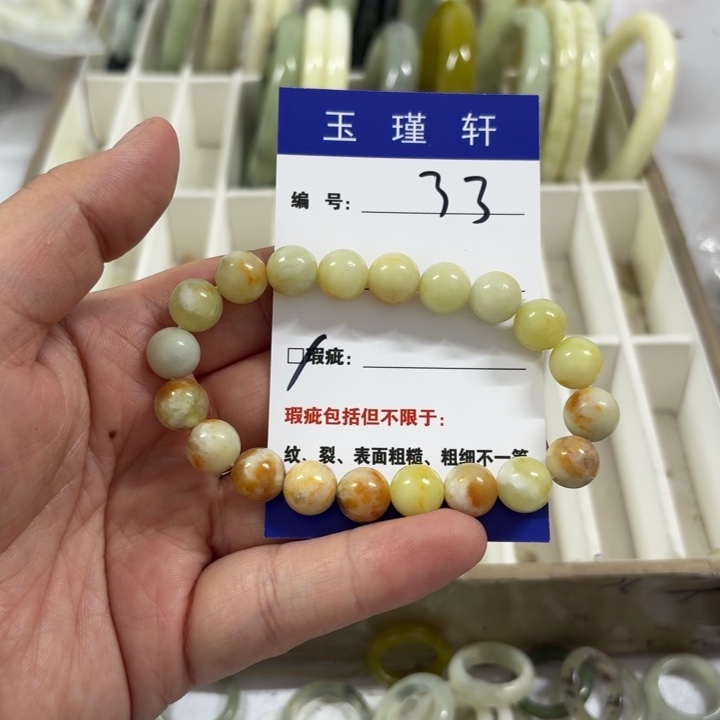 玉瑾轩
编 号: 33
□瑕疵:
瑕疵包括但不限于:
纹、裂、表面粗糙、粗细不一等